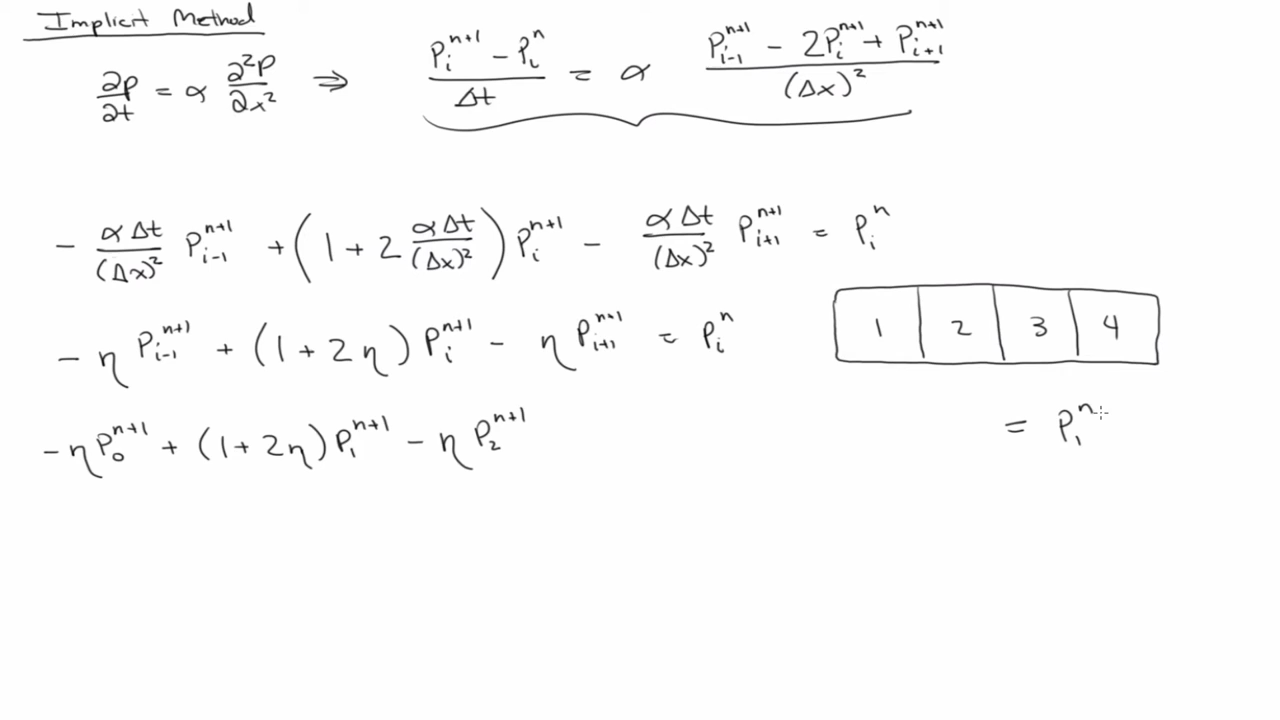 Implicit Method
∂p/∂t = α ∂²P/∂x² ⇒ (P_i^{n+1} - P_i^n)/Δt = α (P_{i-1}^{n+1} - 2P_i^{n+1} + P_{i+1}^{n+1})/(Δx)²
- αΔt/(Δx)² P_{i-1}^{n+1} + (1 + 2 αΔt/(Δx)²) P_i^{n+1} - αΔt/(Δx)² P_{i+1}^{n+1} = P_i^n
1 2 3 4
- η P_{i-1}^{n+1} + (1 + 2η) P_i^{n+1} - η P_{i+1}^{n+1} = P_i^n
- η P_0^{n+1} + (1 + 2η) P_1^{n+1} - η P_2^{n+1} = P_1^n